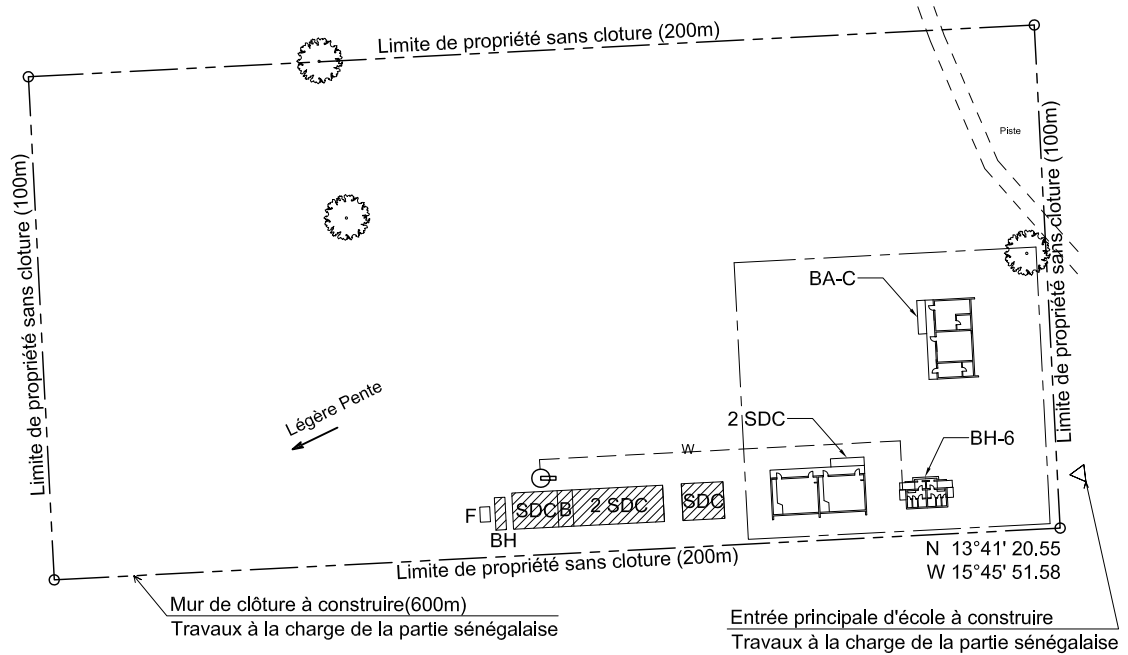 Limite de propriété sans cloture (200m)
Piste
Limite de propriété sans cloture (100m)
Limite de propriété sans cloture (100m)
BA-C
Légère Pente
2 SDC
BH-6
W
F
BH
SDC
B
2 SDC
SDC
Limite de propriété sans cloture (200m)
N 13°41' 20.55
W 15°45' 51.58
Mur de clôture à construire(600m)
Travaux à la charge de la partie sénégalaise
Entrée principale d'école à construire
Travaux à la charge de la partie sénégalaise